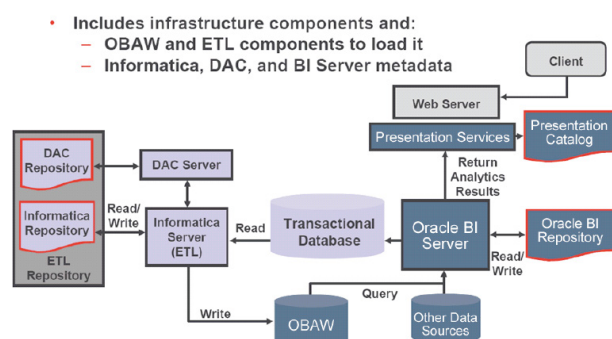 • Includes infrastructure components and:
– OBAW and ETL components to load it
– Informatica, DAC, and BI Server metadata
Client
Web Server
Presentation Services
Presentation
Catalog
DAC
Repository
DAC Server
Return
Analytics
Results
Informatica
Repository
Read/
Write
Informatica
Server
(ETL)
Read
Transactional
Database
Oracle BI
Server
Oracle BI
Repository
Read/
Write
ETL
Repository
Write
OBAW
Query
Other Data
Sources